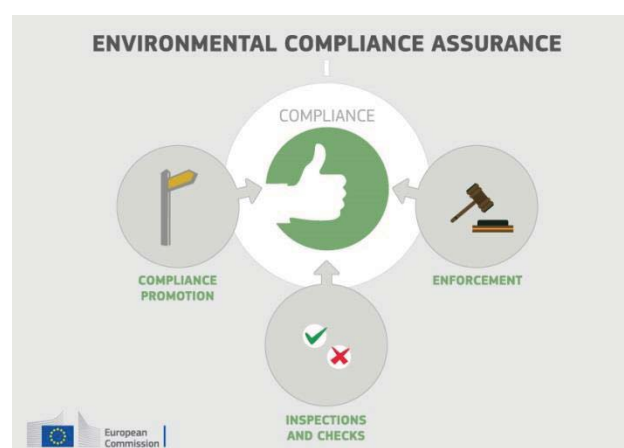 ENVIRONMENTAL COMPLIANCE ASSURANCE
COMPLIANCE
COMPLIANCE
PROMOTION
ENFORCEMENT
INSPECTIONS
AND CHECKS
European
Commission